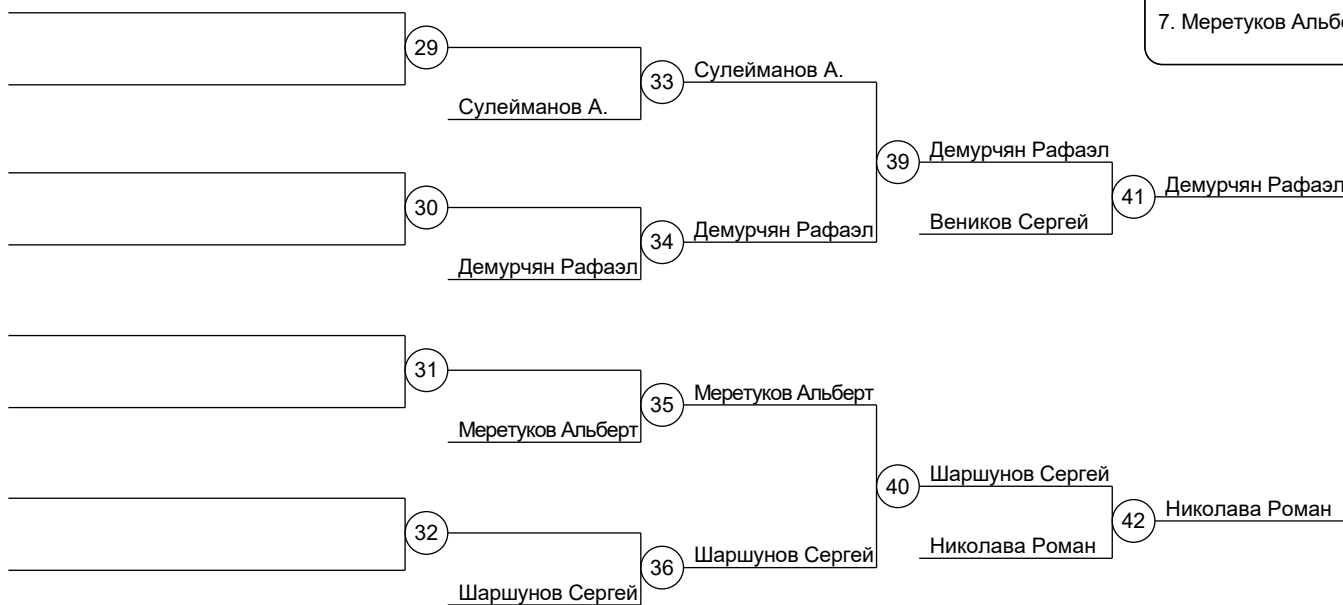 7. Меретуков
29
33
Сулейманов А.
Сулейманов А.
39
Демурчян Рафаэл
41
Демурчян Рафаэл
30
34
Демурчян Рафаэл
Веников Сергей
Демурчян Рафаэл
31
35
Меретуков Альберт
Меретуков Альберт
40
Шаршунов Сергей
42
Николава Роман
32
36
Шаршунов Сергей
Николава Роман
Шаршунов Сергей